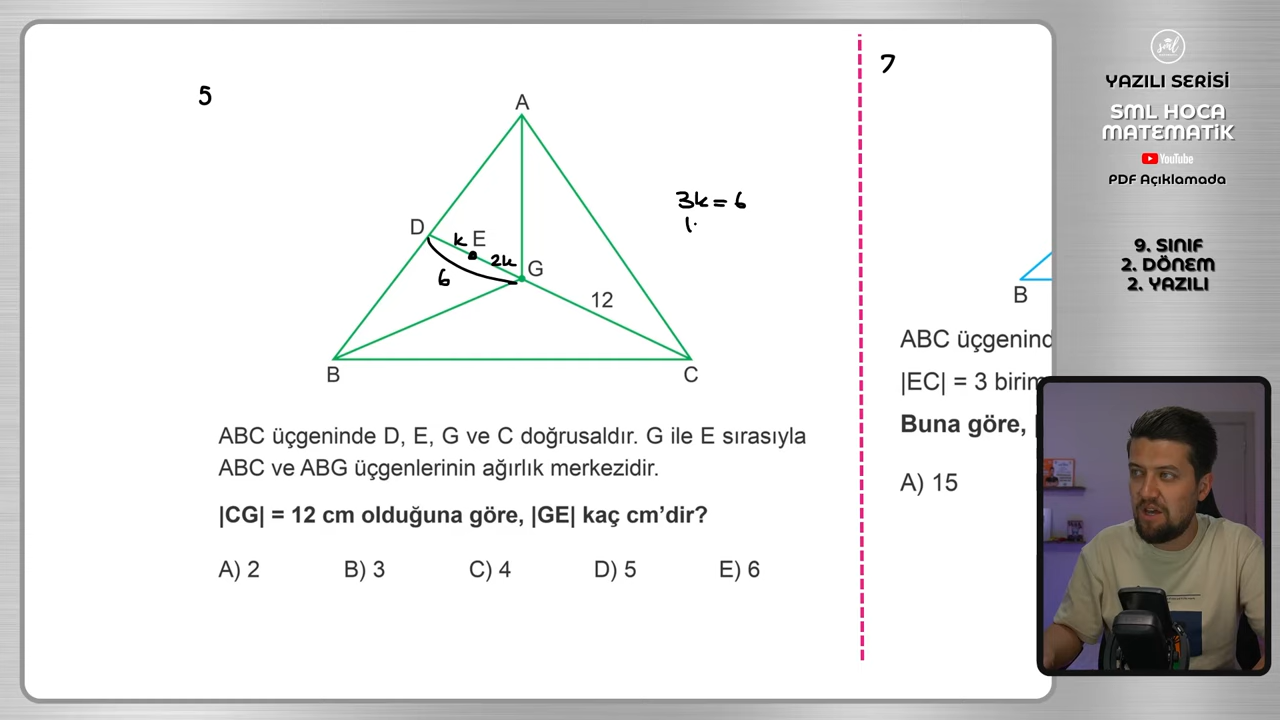 5
A
D
k E
2k
G
6
12
B
C
3k = 6
ABC üçgeninde D, E, G ve C doğrusaldır. G ile E sırasıyla
ABC ve ABG üçgenlerinin ağırlık merkezidir.
|CG| = 12 cm olduğuna göre, |GE| kaç cm'dir?
A) 2 B) 3 C) 4 D) 5 E) 6
7
B
ABC üçgenind
|EC| = 3 birim
Buna göre,
A) 15
sml
YAZILI SERİSİ
SML HOCA
MATEMATİK
YouTube
PDF Açıklamada
9. SINIF
2. DÖNEM
2. YAZILI